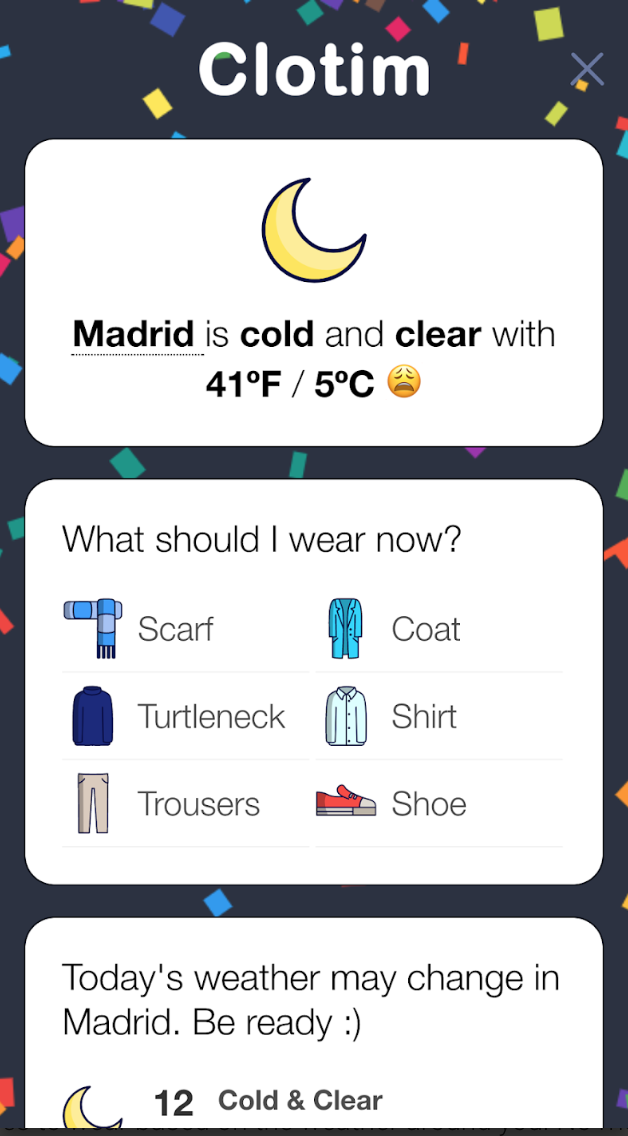 Clotim
Madrid is cold and clear with
41ºF / 5ºC 😩
What should I wear now?
Scarf
Coat
Turtleneck
Shirt
Trousers
Shoe
Today's weather may change in
Madrid. Be ready :)
12 Cold & Clear